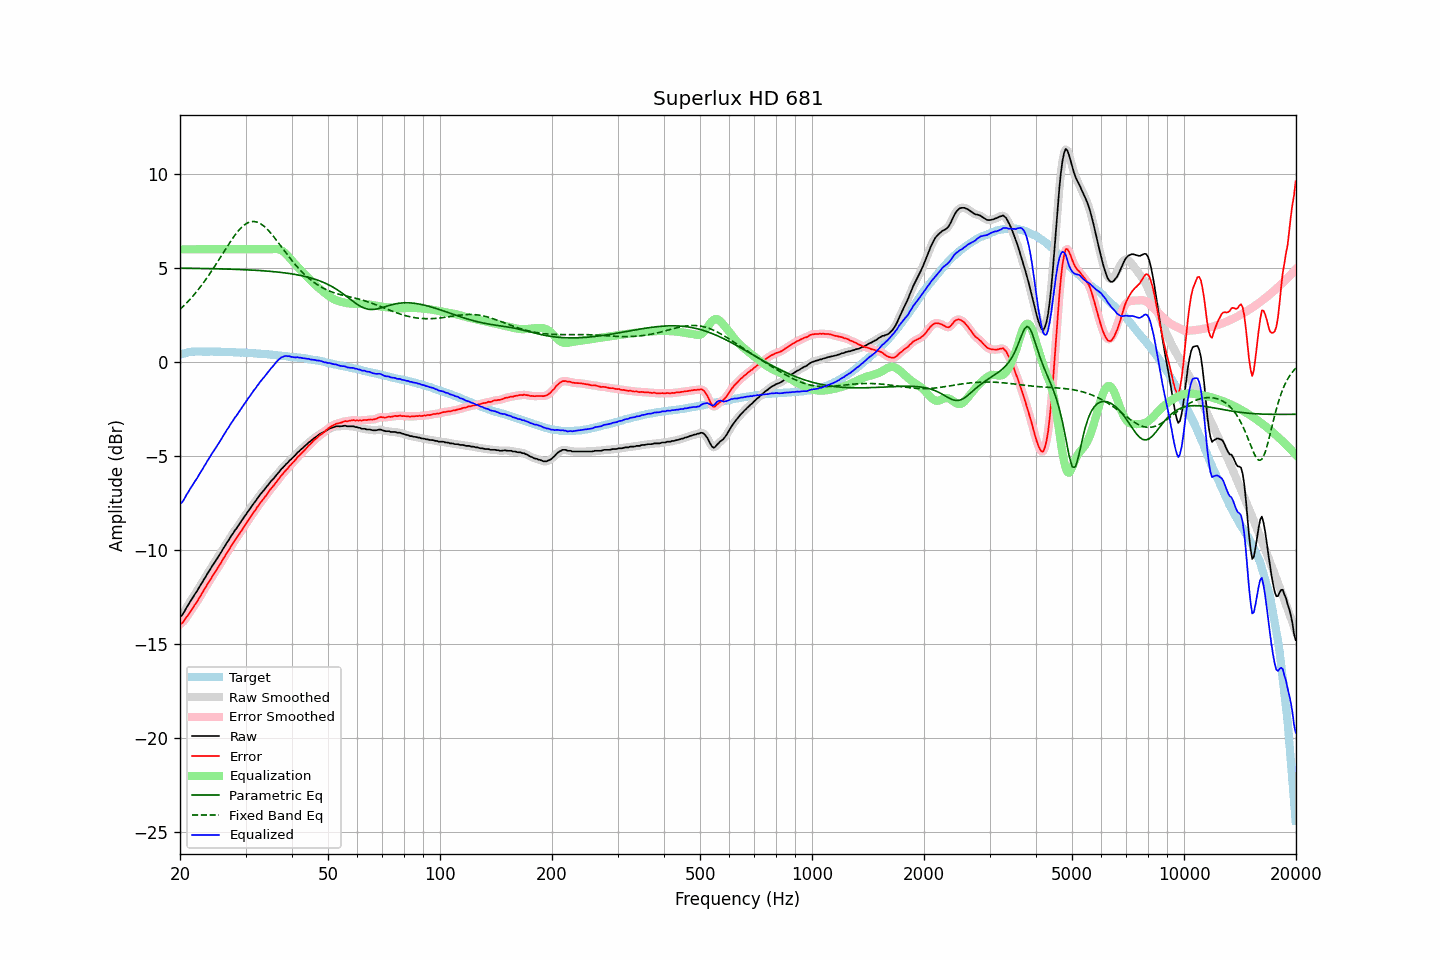 Superlux HD 681
Amplitude (dBr)
10
5
0
−5
−10
−15
−20
−25
Target
Raw Smoothed
Error Smoothed
Raw
Error
Equalization
Parametric Eq
Fixed Band Eq
Equalized
20 50 100 200 500 1000 2000 5000 10000 20000
Frequency (Hz)